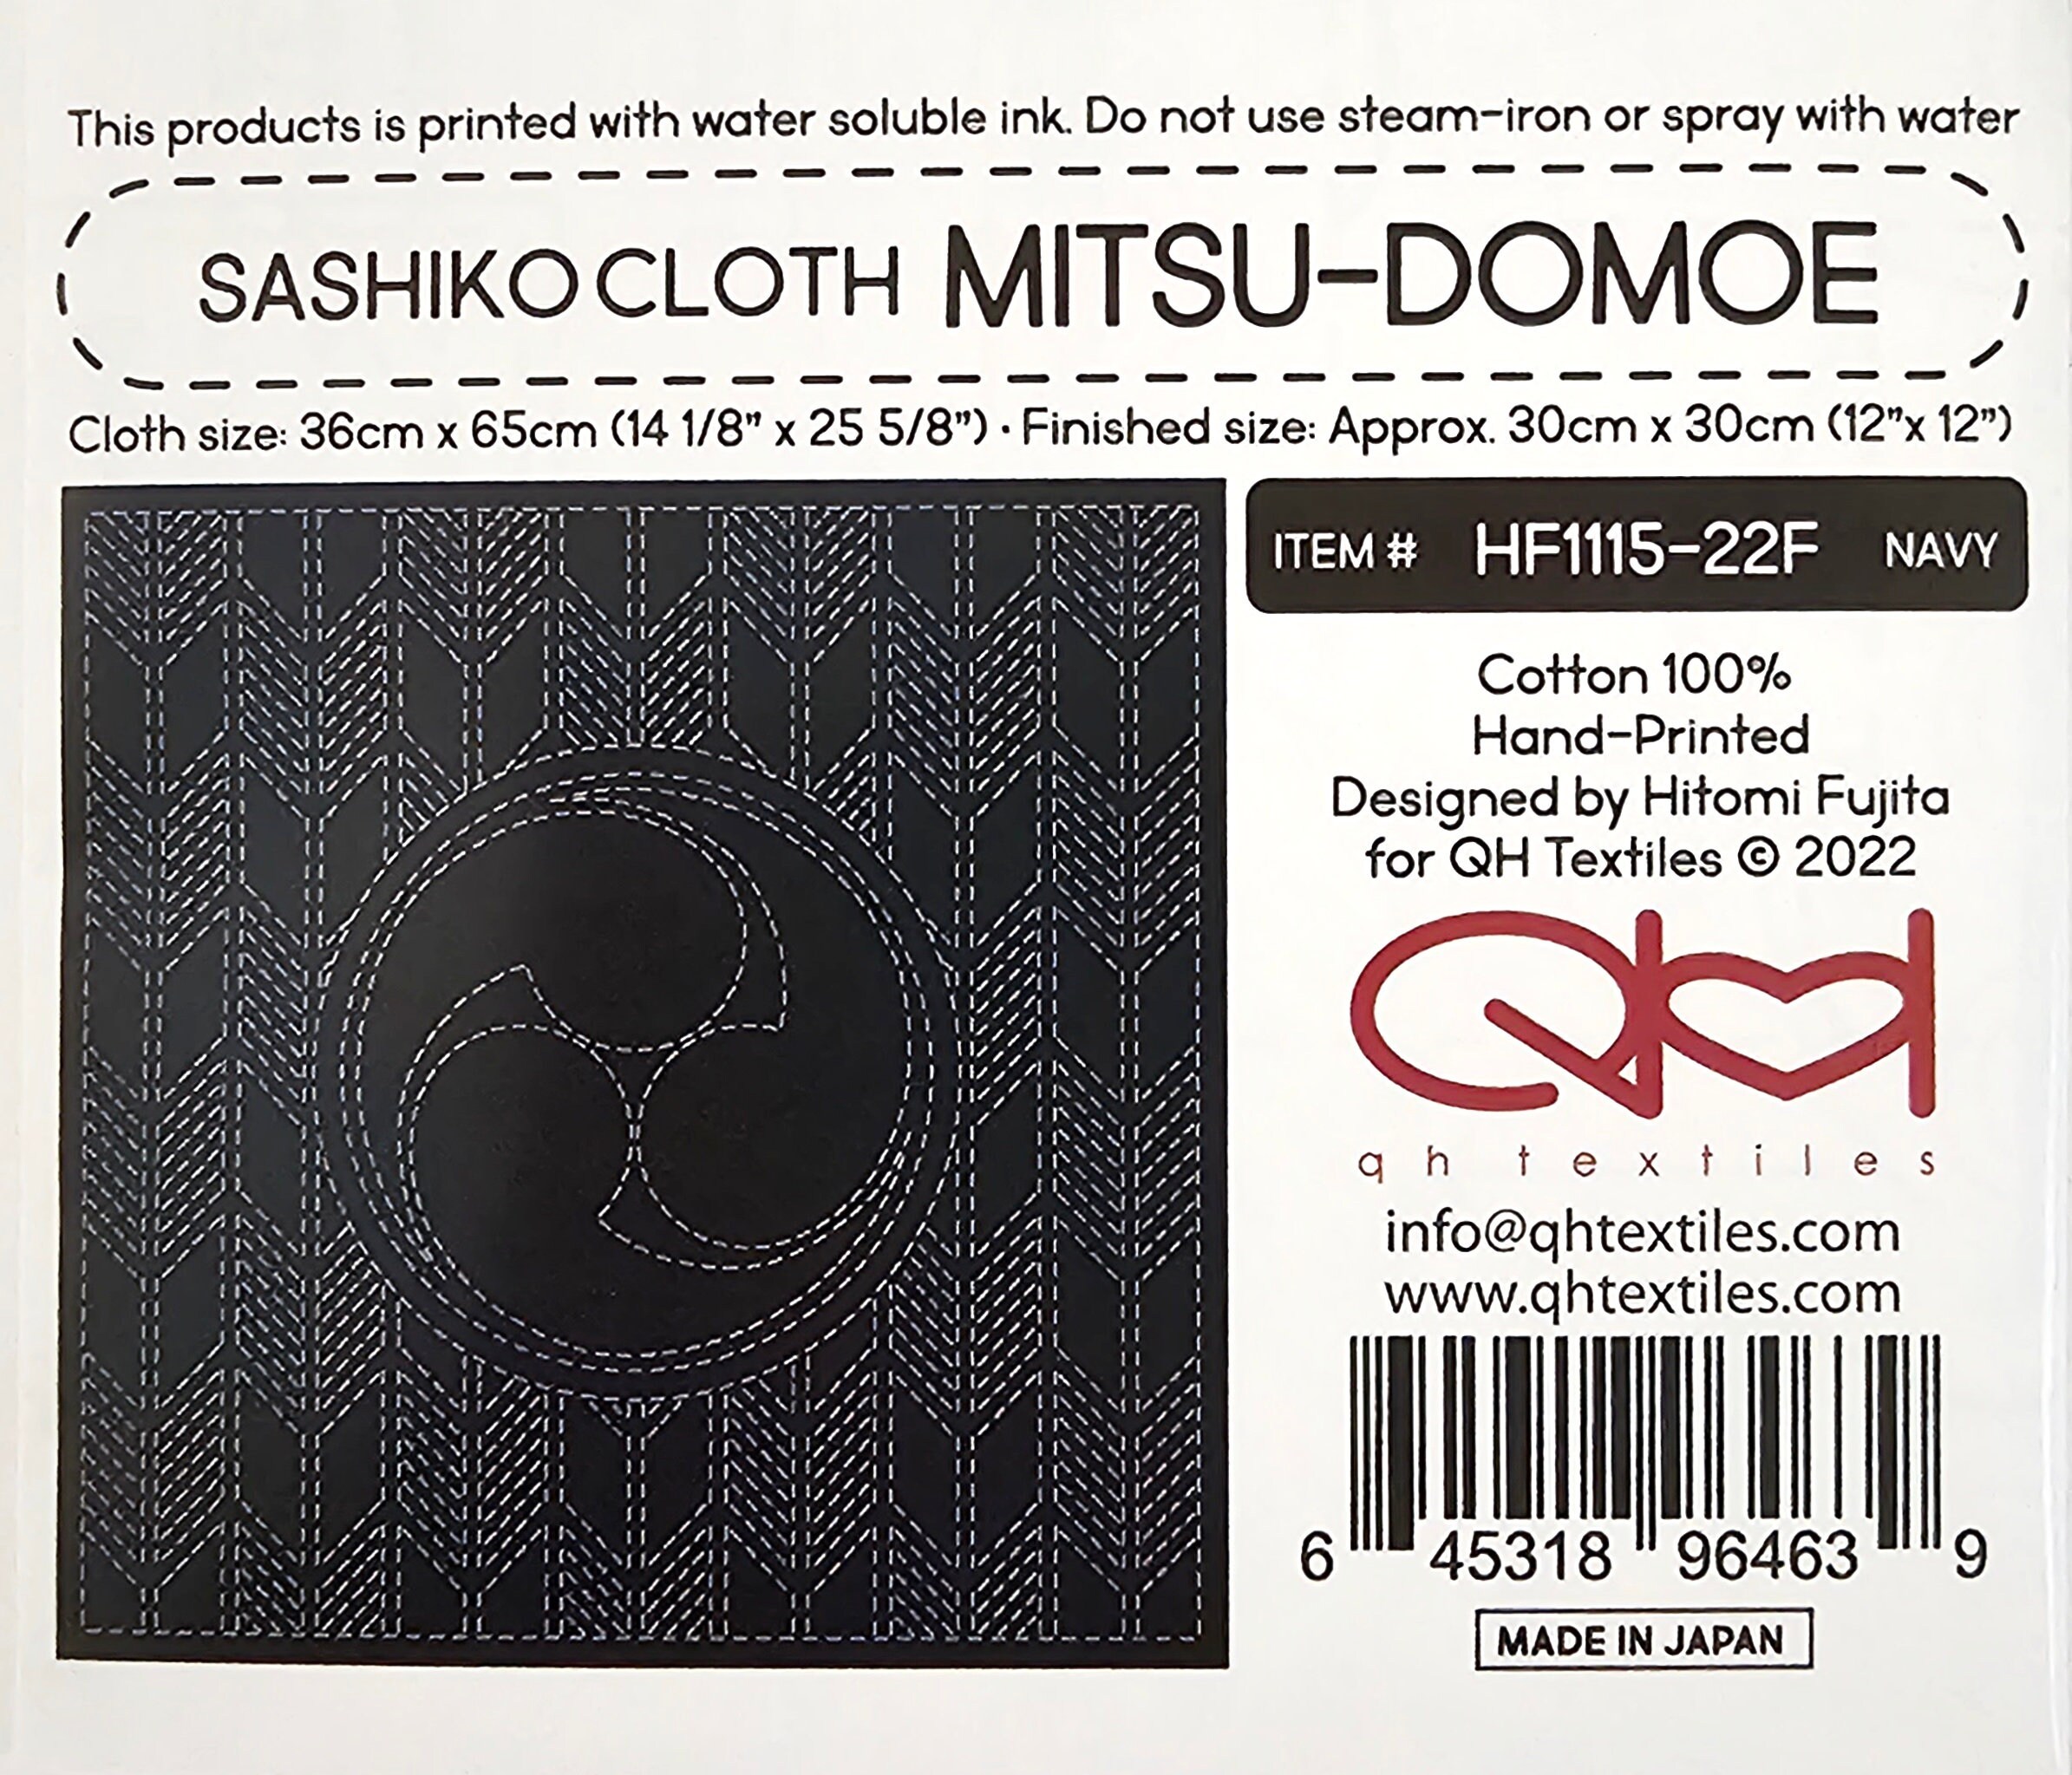 This products is printed with water soluble ink. Do not use steam-iron or spray with water
SASHIKO CLOTH MITSU-DOMOE
Cloth size: 36cm x 65cm (14 1/8" x 25 5/8") · Finished size: Approx. 30cm x 30cm (12"x 12")
ITEM # HF1115-22F NAVY
Cotton 100%
Hand-Printed
Designed by Hitomi Fujita
for QH Textiles © 2022
QH
qh textiles
info@qhtextiles.com
www.qhtextiles.com
6 45318 96463 9
MADE IN JAPAN